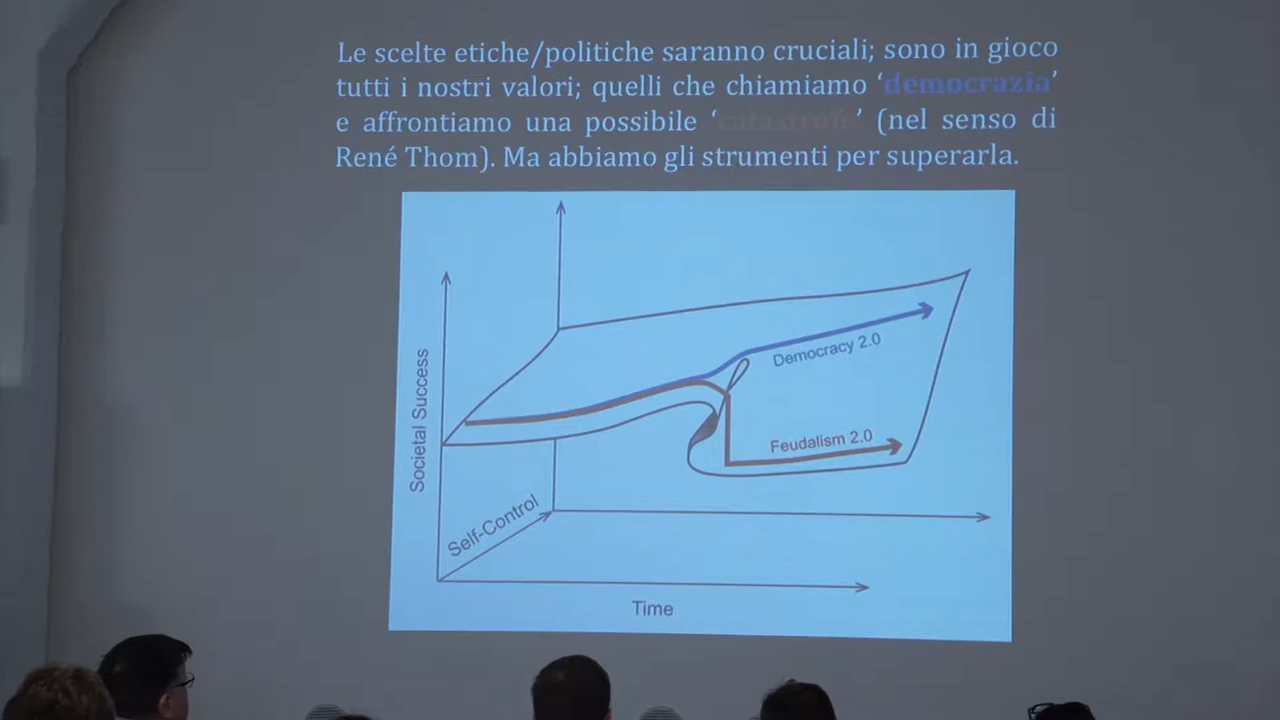 Le scelte etiche/politiche saranno cruciali; sono in gioco
tutti i nostri valori; quelli che chiamiamo ‘democrazia’
e affrontiamo una possibile ‘catastrofe’ (nel senso di
René Thom). Ma abbiamo gli strumenti per superarla.
Societal Success
Democracy 2.0
Feudalism 2.0
Self-Control
Time